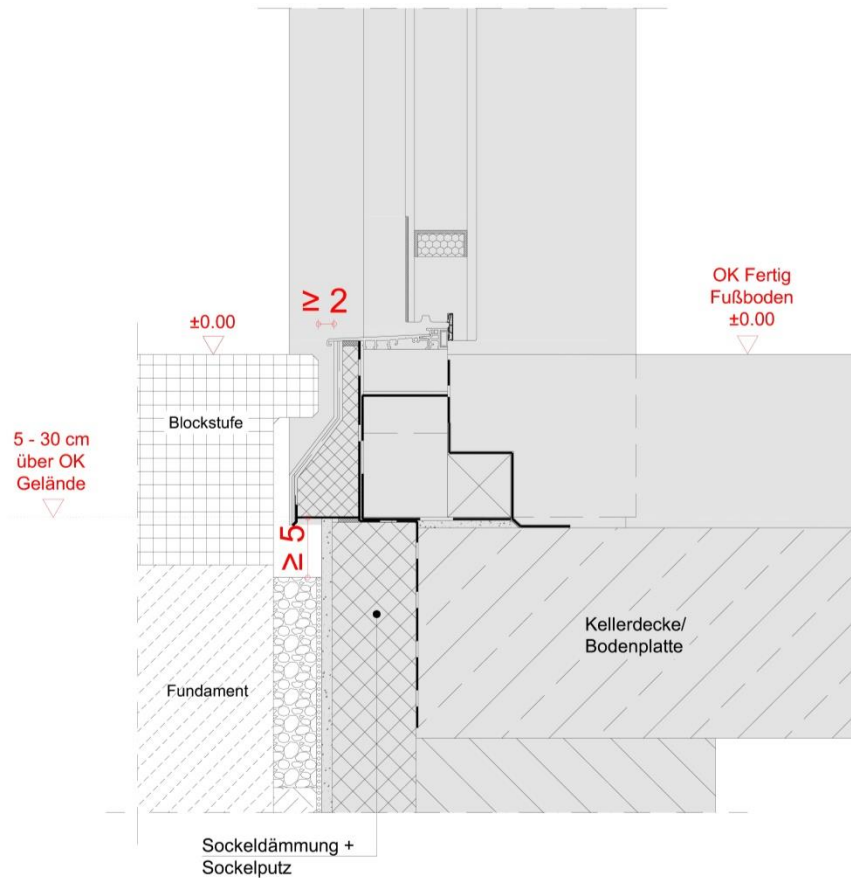 ≥ 2
OK Fertig
Fußboden
±0.00
±0.00
Blockstufe
5 - 30 cm
über OK
Gelände
≥ 5
Kellerdecke/
Bodenplatte
Fundament
Sockeldämmung +
Sockelputz